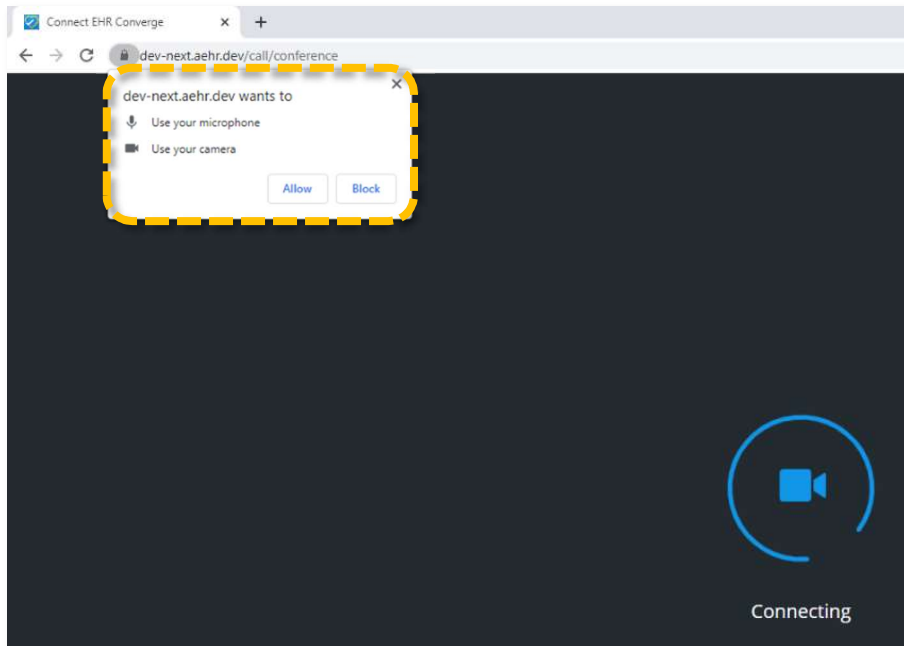 Connect EHR Converge
dev-next.aehr.dev/call/conference
dev-next.aehr.dev wants to
Use your microphone
Use your camera
Allow Block
Connecting